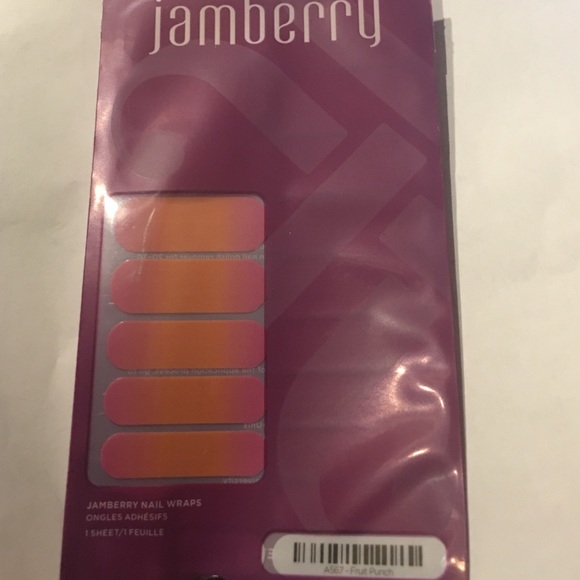 jamberry
JAMBERRY NAIL WRAPS
ONGLES ADHÉSIFS
1 SHEET/1 FEUILLE
A567 - Fruit Punch